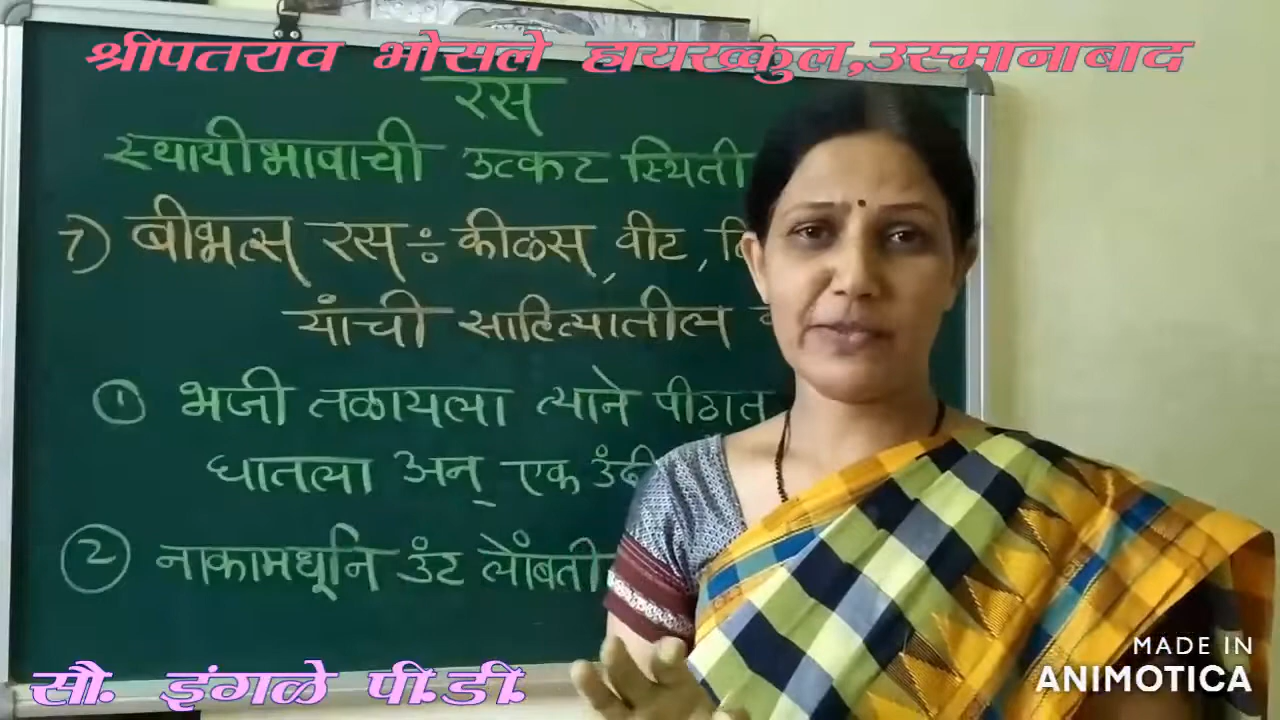 श्रीपतराव भोसले हायस्कुल,उस्मानाबाद
रस
स्थायीभावाची उत्कट स्थिती
७) बीभत्स रस÷ कीळस, वीट,
यांची साहित्यातील
① भजी तळायला त्याने पीठात
घातला अन् एक
② नाकामधूनि उंट लोंबती
सौ. इंगळे पी.डी.
MADE IN
ANIMOTICA